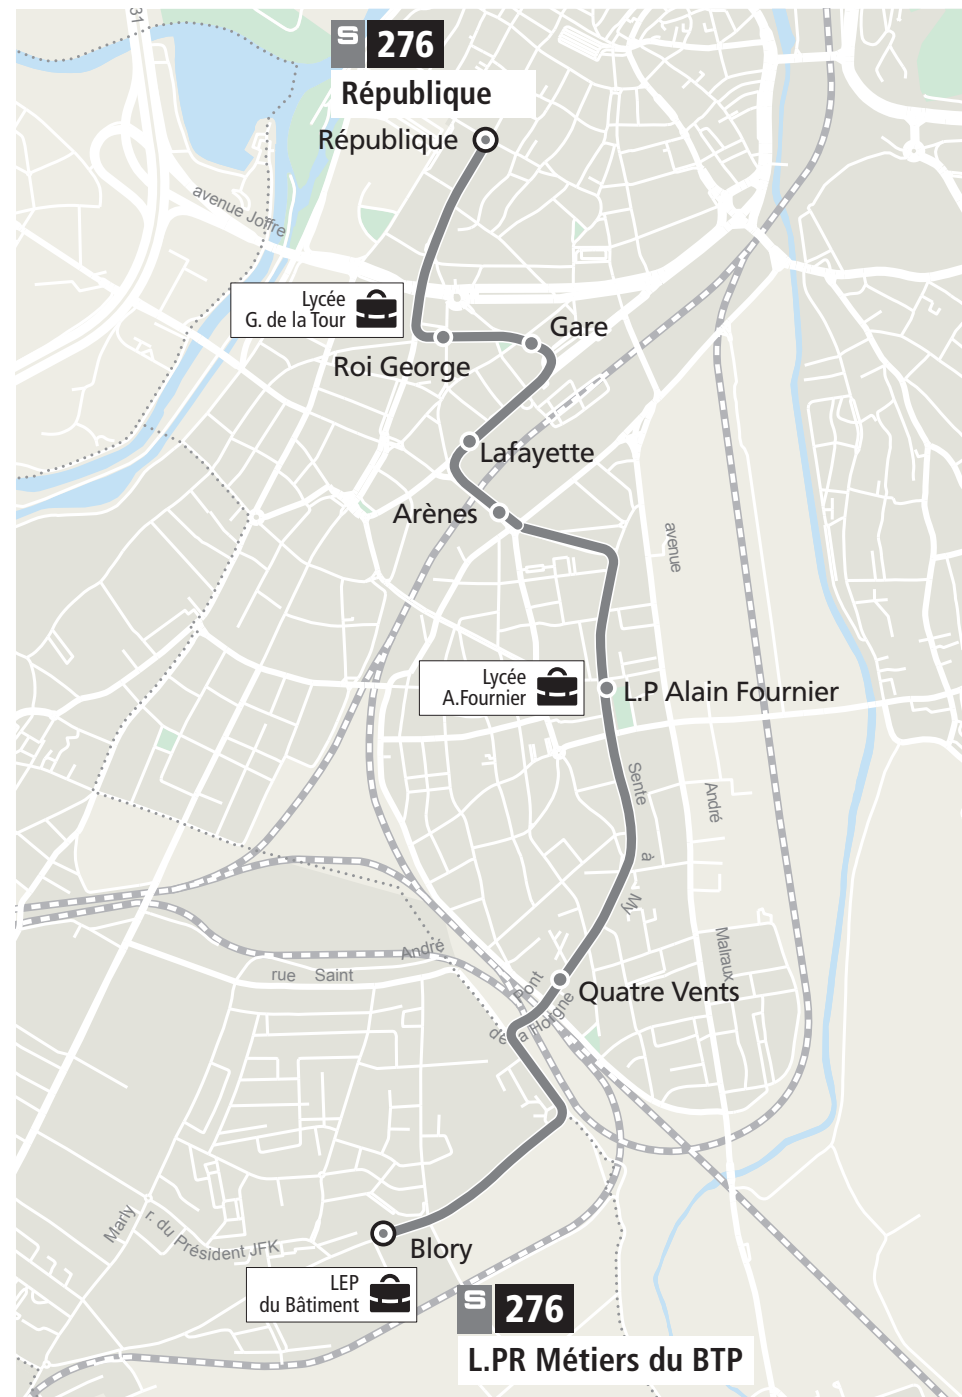 31
S 276
République
République
avenue Joffre
Lycée
G. de la Tour
Gare
Roi George
Lafayette
Arènes
avenue
Lycée
A.Fournier
L.P Alain Fournier
Sente
à
My
André
Malraux
rue Saint André
Pont
de la Horgne
Quatre Vents
Marly
r. du Président JFK
Blory
LEP
du Bâtiment
S 276
L.PR Métiers du BTP